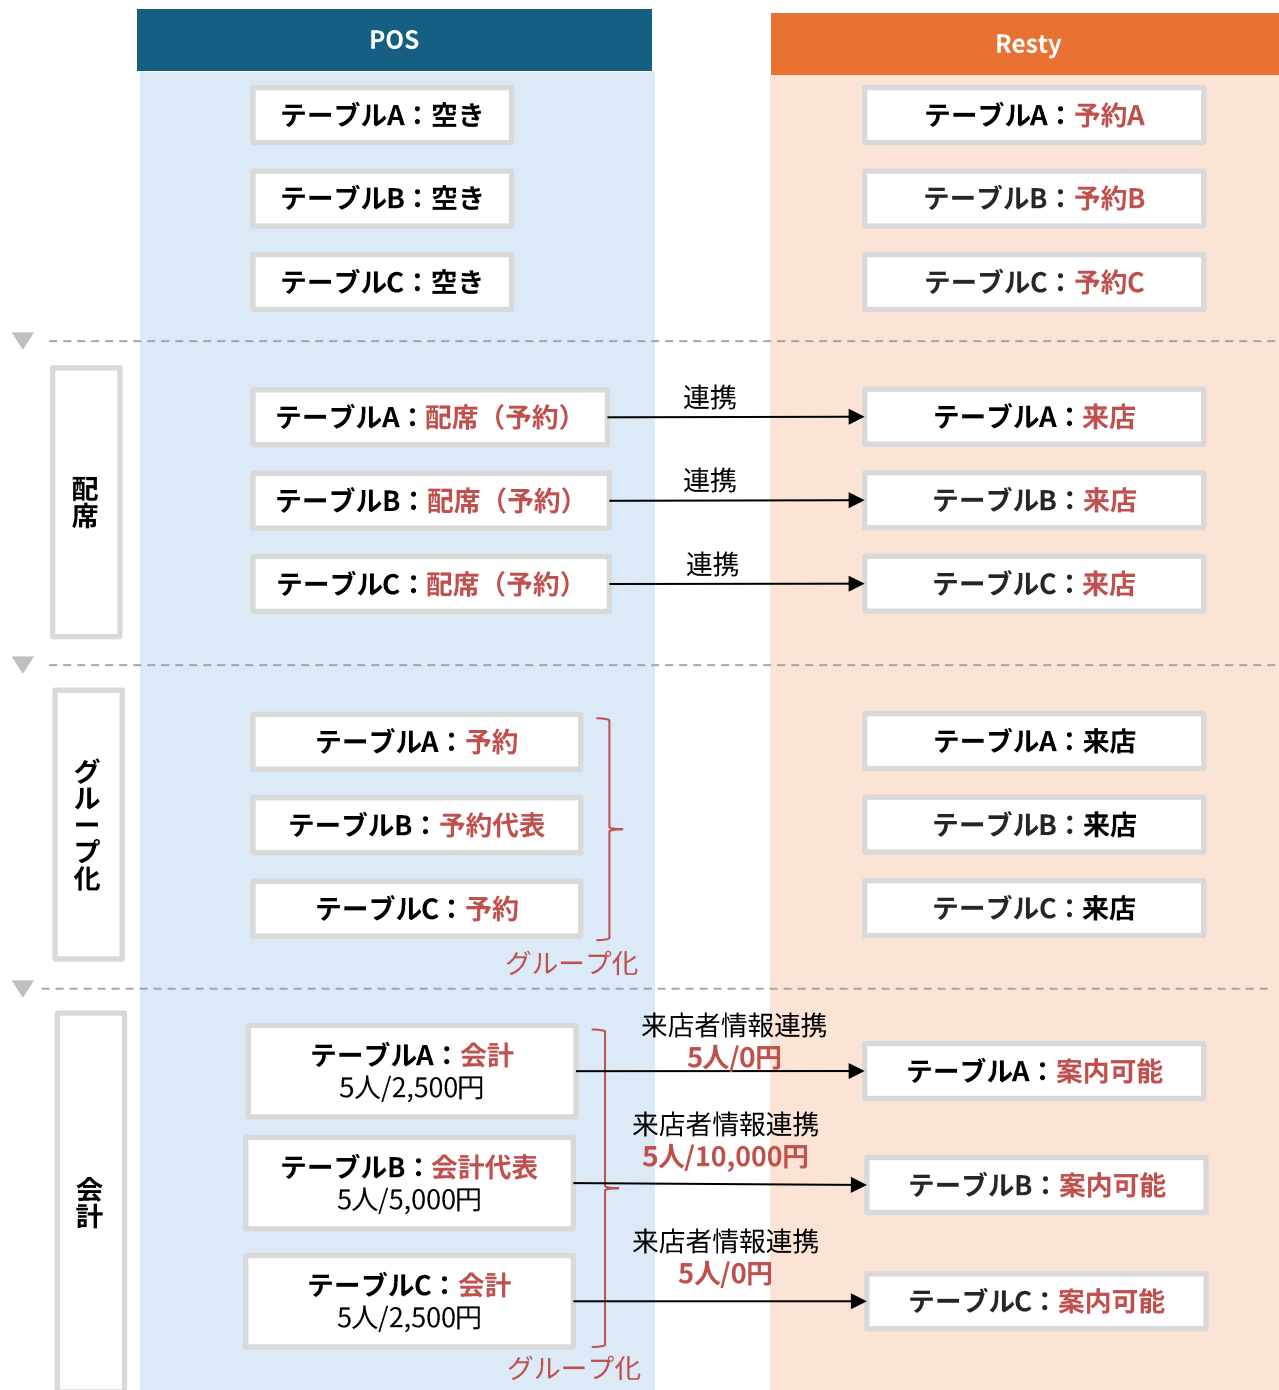 POS
Resty
テーブルA：空き
テーブルA：予約A
テーブルB：空き
テーブルB：予約B
テーブルC：空き
テーブルC：予約C
配席
テーブルA：配席（予約）
連携
テーブルA：来店
テーブルB：配席（予約）
連携
テーブルB：来店
テーブルC：配席（予約）
連携
テーブルC：来店
グループ化
テーブルA：予約
テーブルA：来店
テーブルB：予約代表
テーブルB：来店
テーブルC：予約
テーブルC：来店
グループ化
会計
テーブルA：会計
5人/2,500円
来店者情報連携
5人/0円
テーブルA：案内可能
テーブルB：会計代表
5人/5,000円
来店者情報連携
5人/10,000円
テーブルB：案内可能
テーブルC：会計
5人/2,500円
来店者情報連携
5人/0円
テーブルC：案内可能
グループ化